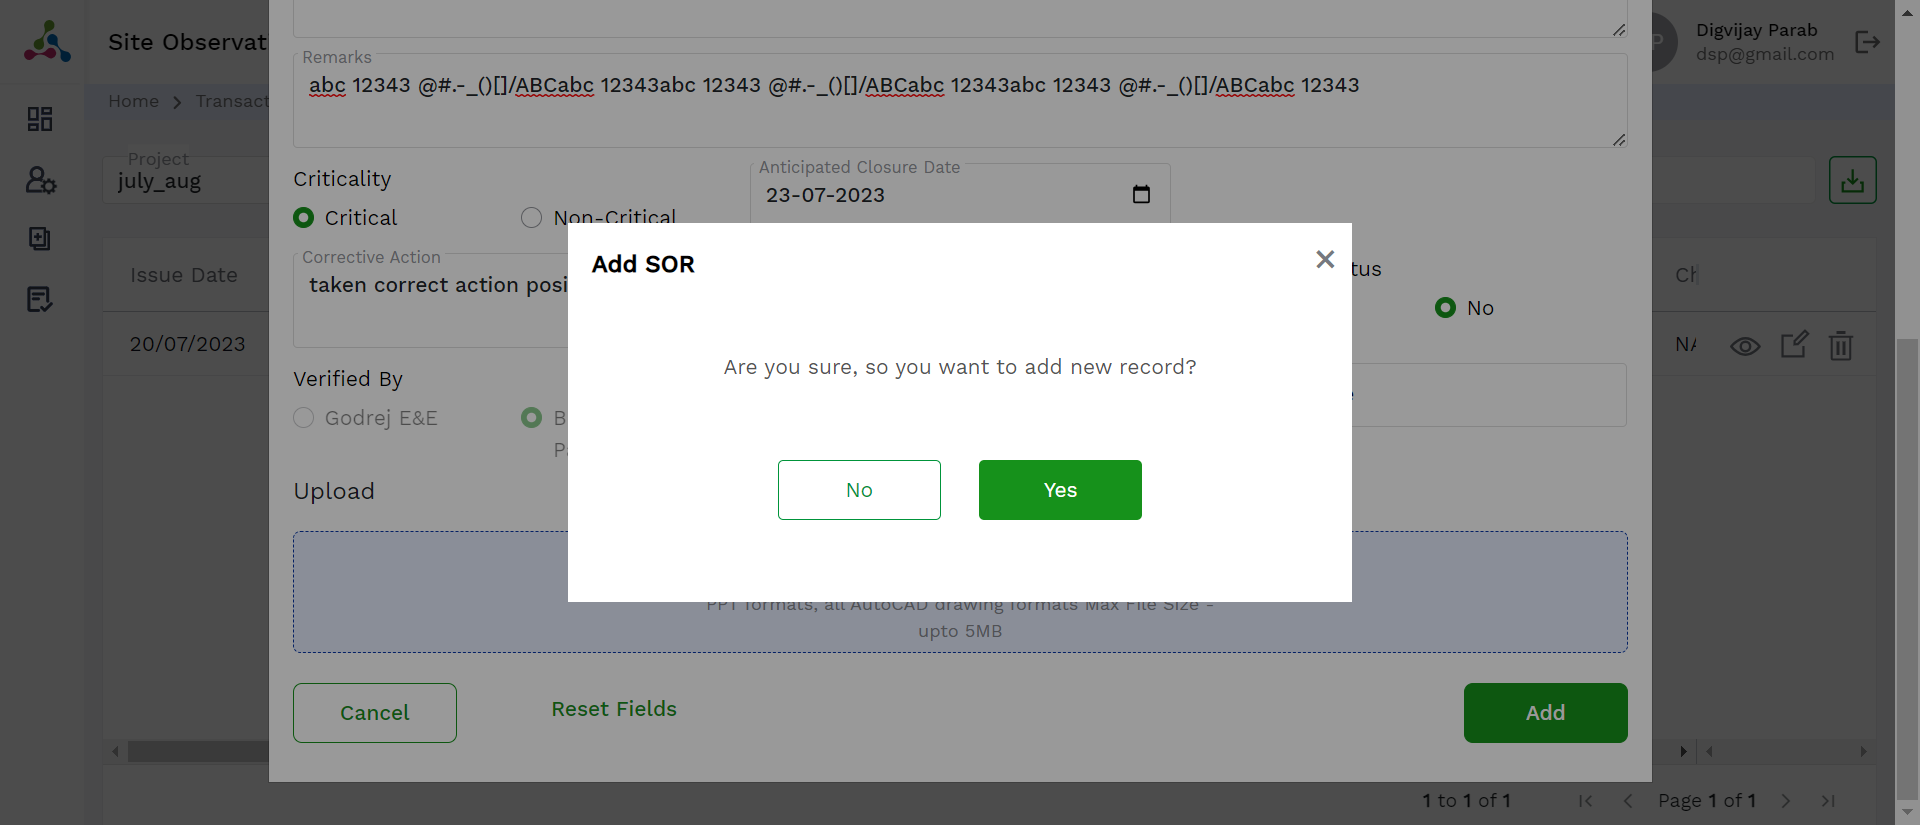 Site Observat
Digvijay Parab
dsp@gmail.com
Home
Transact
Remarks
abc 12343 @#.-_()[]/ABCabc 12343abc 12343 @#.-_()[]/ABCabc 12343abc 12343 @#.-_()[]/ABCabc 12343
Project
july_aug
Criticality
Critical
Non-Critical
Anticipated Closure Date
23-07-2023
Add SOR
Are you sure, so you want to add new record?
No
Yes
Issue Date
20/07/2023
Corrective Action
taken correct action posi
tus
No
Verified By
Godrej E&E
B
Upload
PPT formats, all AutoCAD drawing formats Max File Size -
upto 5MB
Cancel
Reset Fields
Add
1 to 1 of 1
Page 1 of 1